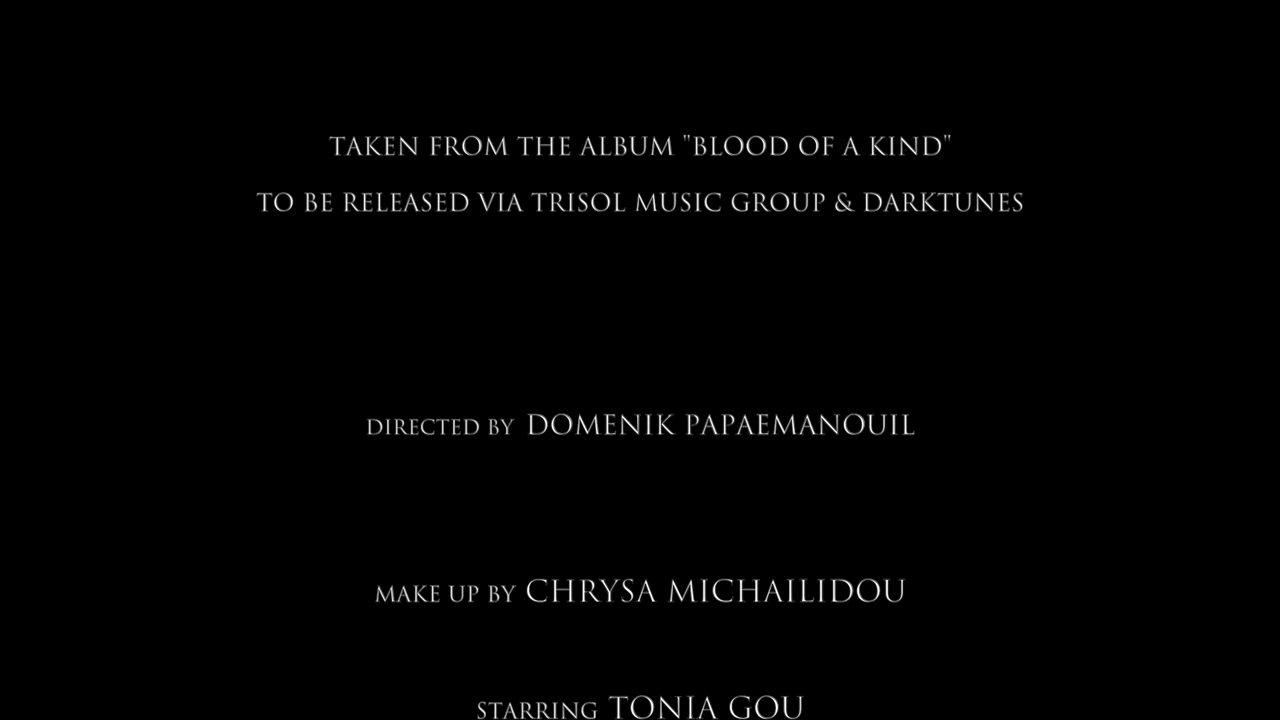 TAKEN FROM THE ALBUM "BLOOD OF A KIND"
TO BE RELEASED VIA TRISOL MUSIC GROUP & DARKTUNES
DIRECTED BY DOMENIK PAPAEMANOUIL
MAKE UP BY CHRYSA MICHAILIDOU
STARRING TONIA GOU